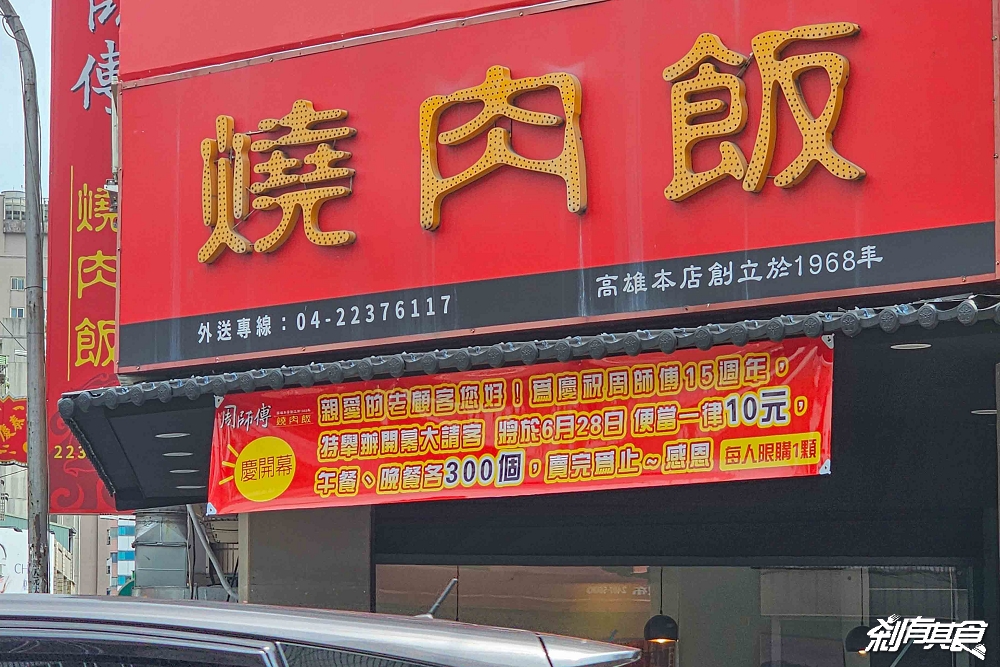 師傅
燒肉飯
燒肉飯
外送專線：04-22376117
高雄本店創立於1968年
周師傅
燒肉飯
慶開幕
親愛的老顧客您好！為慶祝周師傅15週年，
特舉辦開幕大請客 將於6月28日 便當一律10元，
午餐、晚餐各300個，賣完為止~感恩
每人限購1顆
223
CH
剎有其食